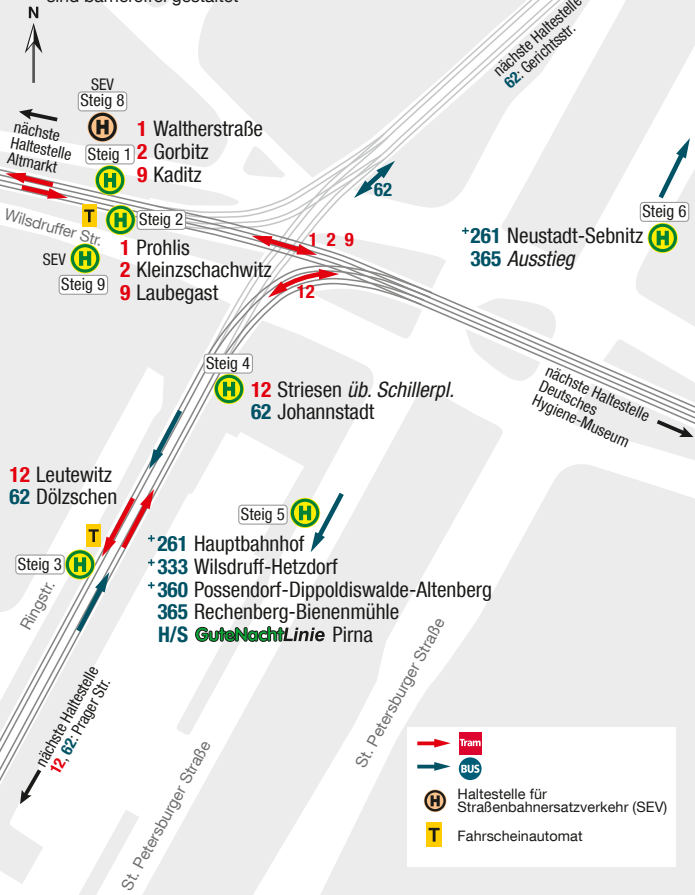 sind barrierefrei gestaltet
N
nächste Haltestelle
62: Gerichtsstr.
SEV
Steig 8
H
nächste
Haltestelle
Altmarkt
1 Waltherstraße
Steig 1
2 Gorbitz
H
9 Kaditz
62
T
H
Steig 2
Wilsdruffer Str.
Steig 6
+261 Neustadt-Sebnitz
H
365 Ausstieg
1 2 9
SEV
H
Steig 9
1 Prohlis
2 Kleinzschachwitz
9 Laubegast
12
Steig 4
H
12 Striesen üb. Schillerpl.
62 Johannstadt
nächste Haltestelle
Deutsches
Hygiene-Museum
12 Leutewitz
62 Dölzschen
T
Steig 3
H
Steig 5
H
+261 Hauptbahnhof
+333 Wilsdruff-Hetzdorf
+360 Possendorf-Dippoldiswalde-Altenberg
365 Rechenberg-Bienenmühle
H/S GuteNachtLinie Pirna
Ringstr.
nächste Haltestelle
12, 62: Prager Str.
St. Petersburger Straße
St. Petersburger Straße
Tram
BUS
H
Haltestelle für
Straßenbahnersatzverkehr (SEV)
T
Fahrscheinautomat